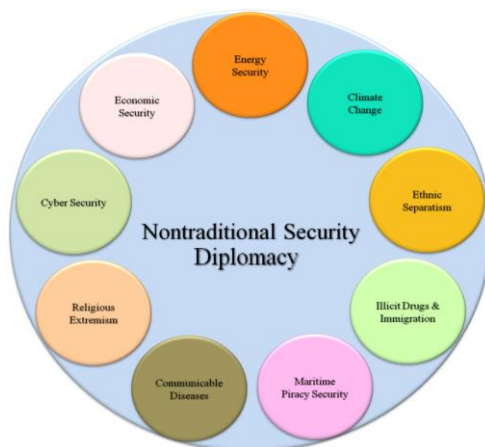 Energy
Security
Climate
Change
Ethnic
Separatism
Illicit Drugs &
Immigration
Maritime
Piracy Security
Communicable
Diseases
Religious
Extremism
Cyber Security
Economic
Security
Nontraditional Security
Diplomacy